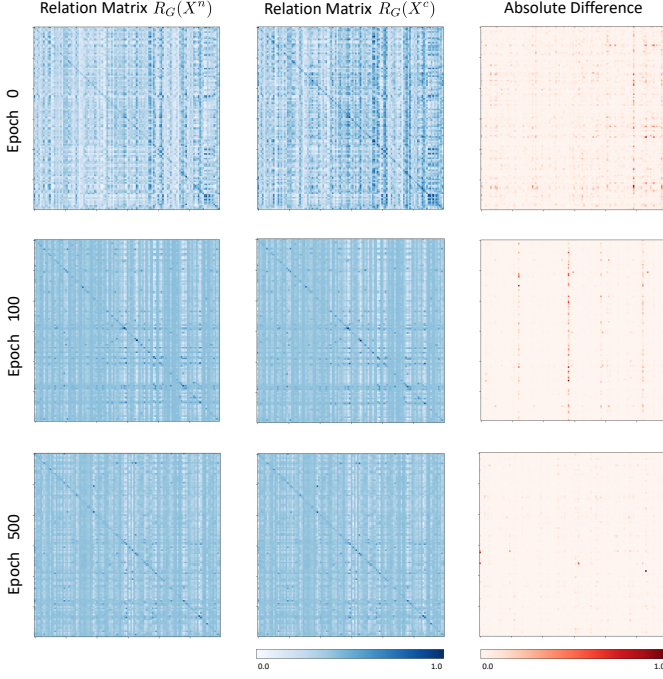 Relation Matrix R_G(X^n) Relation Matrix R_G(X^c) Absolute Difference
Epoch 0
Epoch 100
Epoch 500
0.0 1.0 0.0 1.0